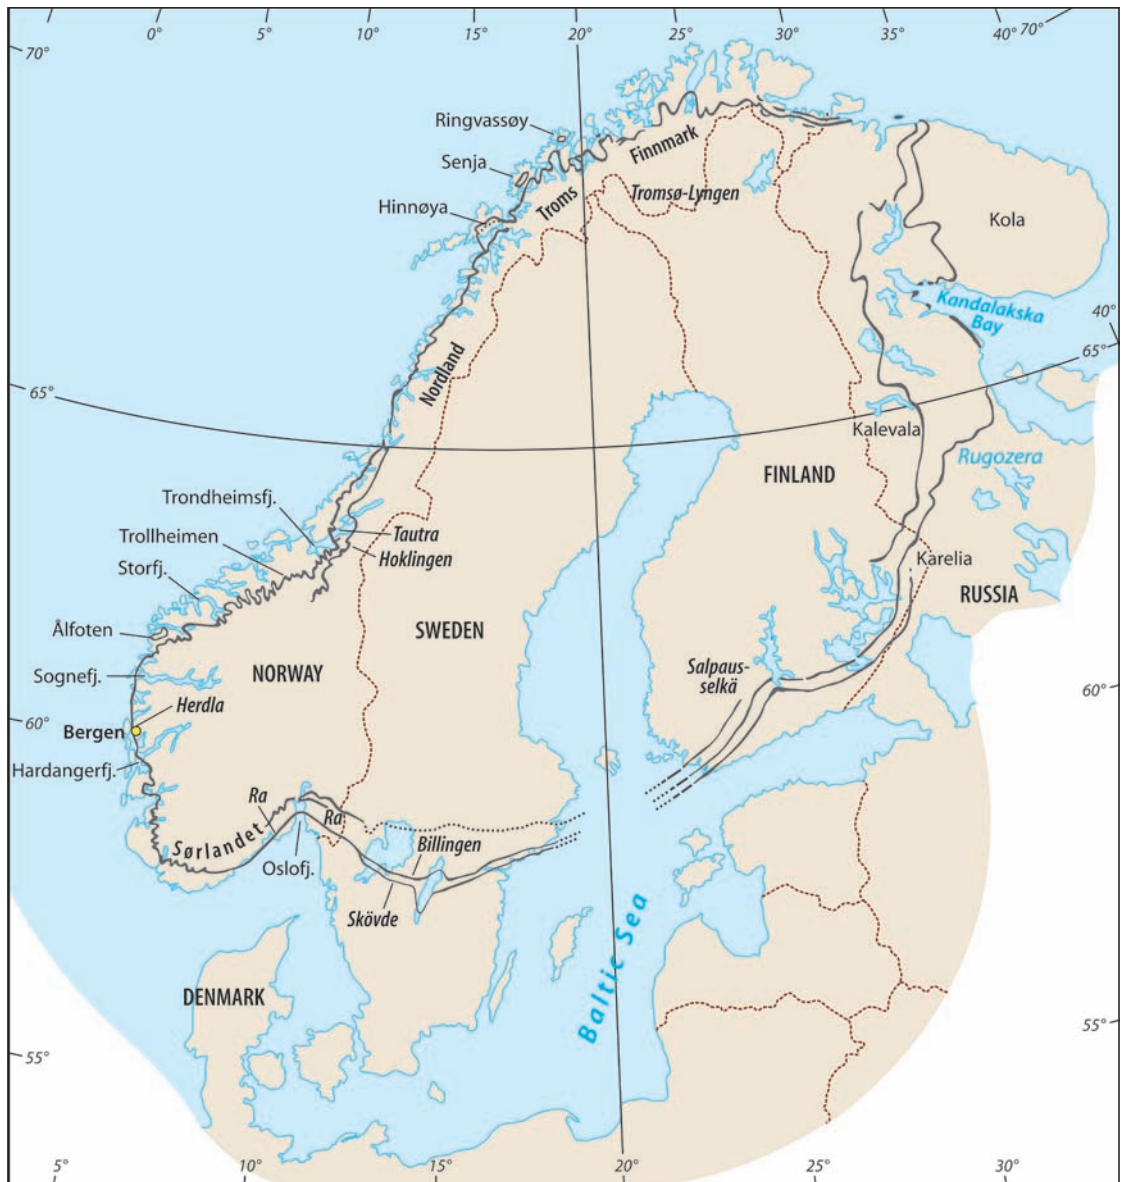 0° 5° 10° 15° 20° 25° 30° 35° 40° 70°
70°
Ringvassøy
Finnmark
Senja
Troms
Tromsø-Lyngen
Hinnøya
Kola
Kandalakska
Bay
40°
65°
65°
Nordland
Kalevala
Rugozera
FINLAND
Trondheimsfj.
Trollheimen
Tautra
Hoklingen
Storfj.
Karelia
RUSSIA
Ålfoten
SWEDEN
Salpaus-
selkä
Sognefj.
NORWAY
60°
Herdla
60°
Bergen
Hardangerfj.
Ra
Ra
Sørlandet
Billingen
Oslofj.
Skövde
Baltic Sea
DENMARK
55°
55°
5° 10° 15° 20° 25° 30°